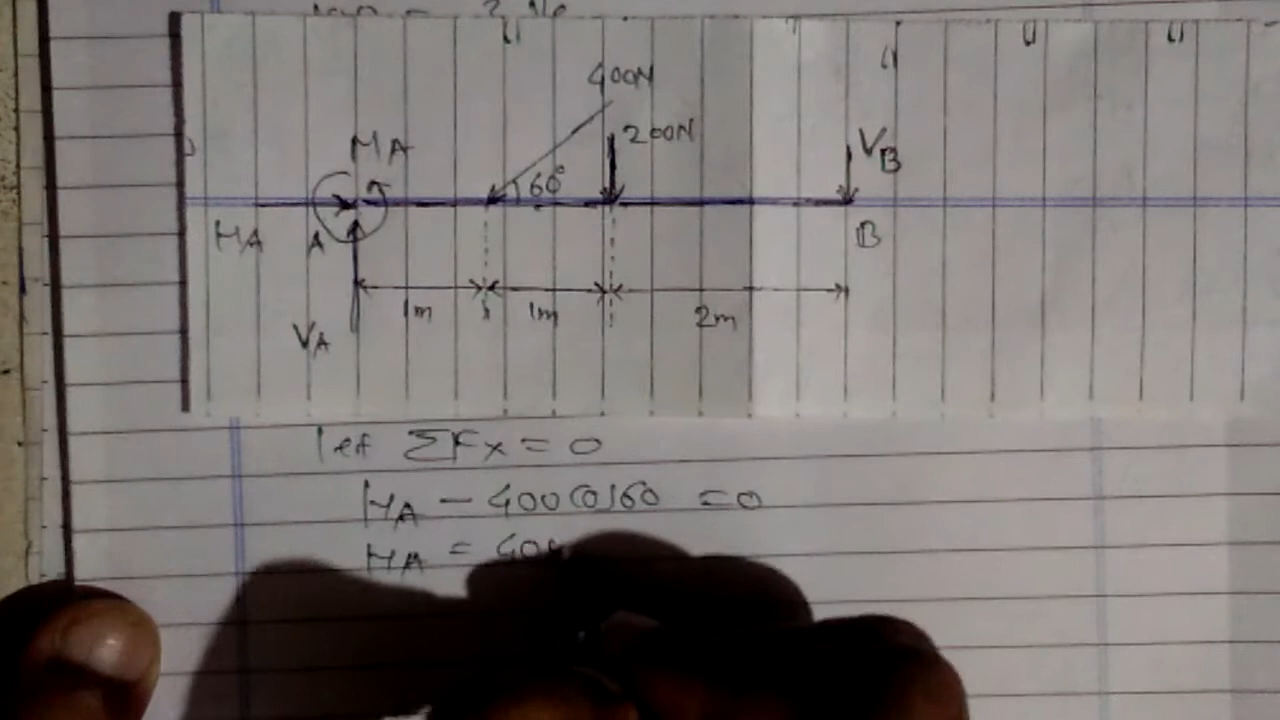 400N
200N
MA
60°
VB
HA
A
B
1m
1m
2m
VA
let ΣFx = 0
HA - 400 cos 60 = 0
HA = 40